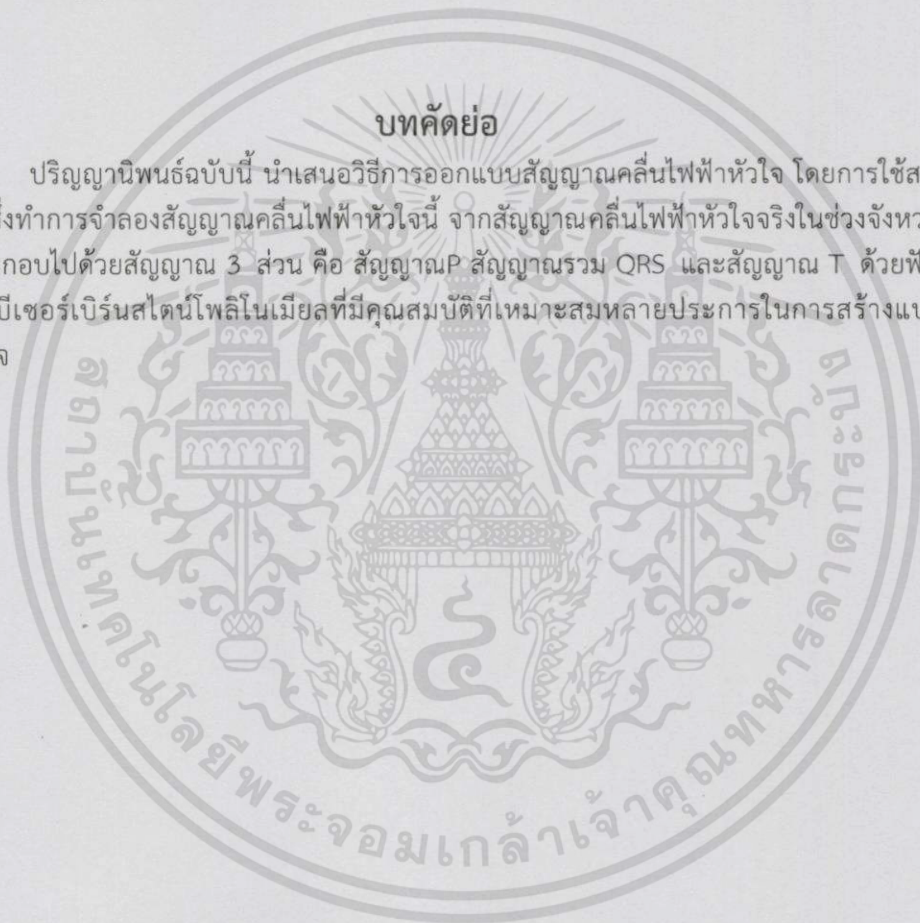 บทคัดย่อ
ปริญญานิพนธ์ฉบับนี้ นำเสนอวิธีการออกแบบสัญญาณคลื่นไฟฟ้าหัวใจ โดยการใช้ส
ซึ่งทำการจำลองสัญญาณคลื่นไฟฟ้าหัวใจนี้ จากสัญญาณคลื่นไฟฟ้าหัวใจจริงในช่วงจังหว
ะกอบไปด้วยสัญญาณ 3 ส่วน คือ สัญญาณP สัญญาณรวม QRS และสัญญาณ T ด้วยฟั
บีเซอร์เบิร์นสไตน์โพลิโนเมียลที่มีคุณสมบัติที่เหมาะสมหลายประการในการสร้างแบ
จ
สถาบันเทคโนโลยีพระจอมเกล้าเจ้าคุณทหารลาดกระบัง